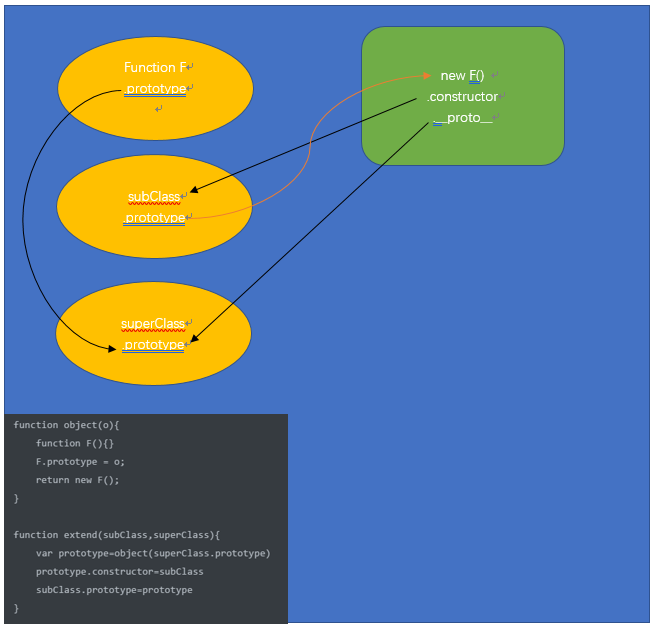 Function F
prototype
new F()
.constructor
__proto__
subClass
prototype
superClass
prototype
function object(o){
    function F(){}
    F.prototype = o;
    return new F();
}
function extend(subClass,superClass){
    var prototype=object(superClass.prototype)
    prototype.constructor=subClass
    subClass.prototype=prototype
}